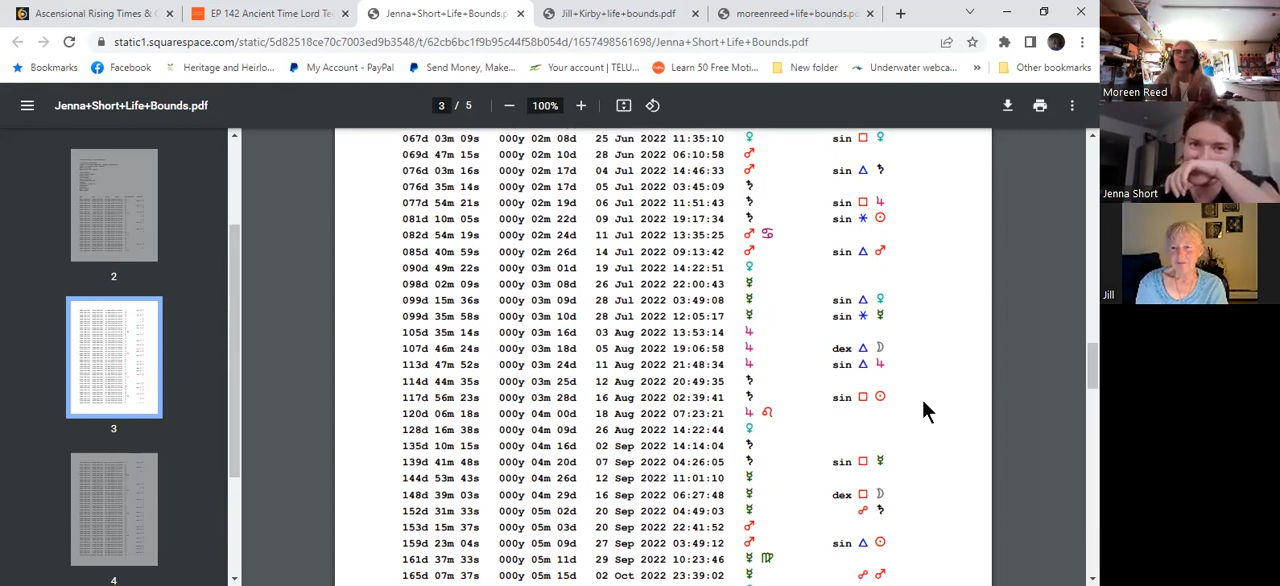 Ascensional Rising Times &
EP 142 Ancient Time Lord Tec
Jenna+Short+Life+Bounds.p
Jill+Kirby+life+bounds.pdf
moreenreed+life+bounds.pd
static1.squarespace.com/static/5d82518ce70c7003ed9b3548/t/62cb6bc1f9b95c44f58b054d/1657498561698/Jenna+Short+Life+Bounds.pdf
Bookmarks
Facebook
Heritage and Heirlo...
My Account - PayPal
Account | TELU...
Learn 50 Free Moti...
New folder
Underwater webca...
»
Other bookmarks
Jenna+Short+Life+Bounds.pdf
3 / 5
100%
2
3
4
067d 03m 09s 000y 02m 08d 25 Jun 2022 11:35:10 ♀ sin □ ♀
069d 47m 15s 000y 02m 10d 28 Jun 2022 06:10:58 ♂
076d 03m 16s 000y 02m 17d 04 Jul 2022 14:46:33 ♂ sin △ ♄
076d 35m 14s 000y 02m 17d 05 Jul 2022 03:45:09 ♄
077d 55m 21s 000y 02m 19d 06 Jul 2022 11:51:43 ♄ sin □ ♃
081d 10m 05s 000y 02m 22d 09 Jul 2022 19:17:34 ♄ sin ⚹ ☉
082d 54m 19s 000y 02m 24d 11 Jul 2022 13:35:25 ♂ ♋
085d 40m 59s 000y 02m 26d 14 Jul 2022 09:13:42 ♂ sin △ ♂
090d 49m 22s 000y 03m 01d 19 Jul 2022 14:22:51 ♀
098d 03m 02s 000y 03m 08d 26 Jul 2022 22:00:43 ☿
099d 15m 36s 000y 03m 09d 28 Jul 2022 03:49:08 ☿ sin △ ♀
099d 35m 58s 000y 03m 10d 28 Jul 2022 12:05:17 ☿ sin ⚹ ☿
105d 35m 14s 000y 03m 16d 03 Aug 2022 13:53:14 ♃
107d 46m 24s 000y 03m 18d 05 Aug 2022 19:06:58 ♃ dex △ ☽
113d 47m 52s 000y 03m 24d 11 Aug 2022 21:48:34 ♃ sin △ ♃
114d 44m 35s 000y 03m 25d 12 Aug 2022 20:49:35 ♄
117d 58m 23s 000y 03m 28d 16 Aug 2022 02:39:41 ♄ sin □ ☉
120d 06m 18s 000y 04m 00d 18 Aug 2022 07:23:21 ♃ ♌
128d 16m 38s 000y 04m 09d 26 Aug 2022 14:22:44 ♀
135d 10m 15s 000y 04m 16d 02 Sep 2022 14:14:04 ♄
139d 41m 48s 000y 04m 20d 07 Sep 2022 04:26:05 ♄ sin □ ☿
144d 53m 43s 000y 04m 26d 12 Sep 2022 11:01:10 ☿
148d 35m 03s 000y 04m 29d 16 Sep 2022 06:27:48 ☿ dex □ ☽
152d 28m 33s 000y 05m 02d 20 Sep 2022 04:49:03 ☿ ☍ ♄
153d 15m 37s 22:41:52 ♂
159d 23m 04s 000y 05m 09d 27 Sep 2022 03:48:12 ♂ sin △ ☉
161d 37m 33s 000y 05m 11d 29 Sep 2022 10:23:46 ☿ ♍
165d 07m 37s 000y 05m 15d 02 Oct 2022 23:39:02 ☿ ☍ ♂
Moreen Reed
Jenna Short
Jill